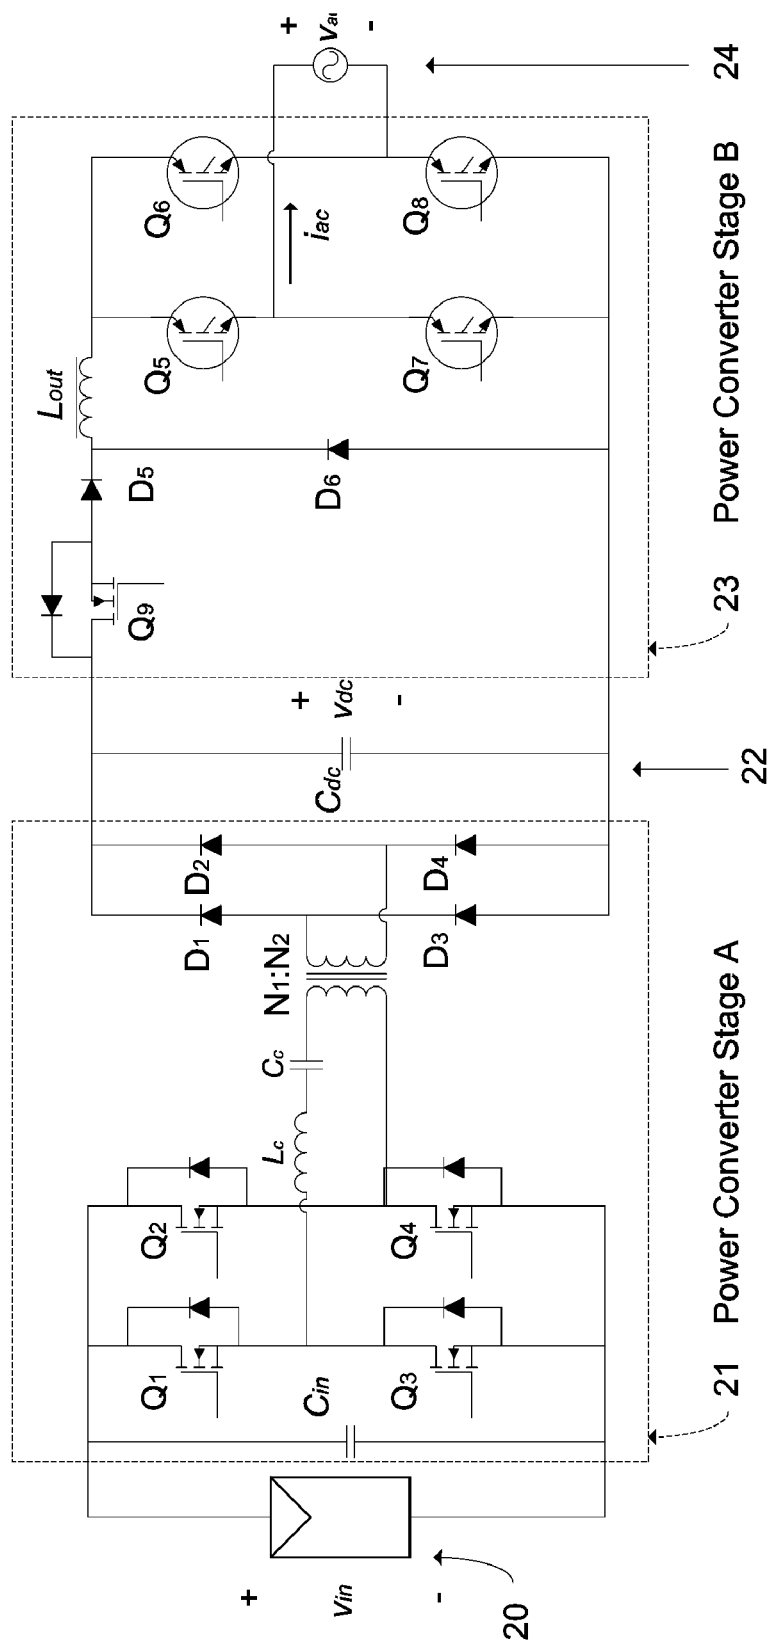 +
vin
-
20
Cin
Q1
Q2
Q3
Q4
Lc
Cc
N1:N2
D1
D2
D3
D4
Cdc
+
vdc
-
22
Q9
D5
D6
Lout
Q5
Q6
Q7
Q8
iac
+
-
24
21 Power Converter Stage A
23 Power Converter Stage B